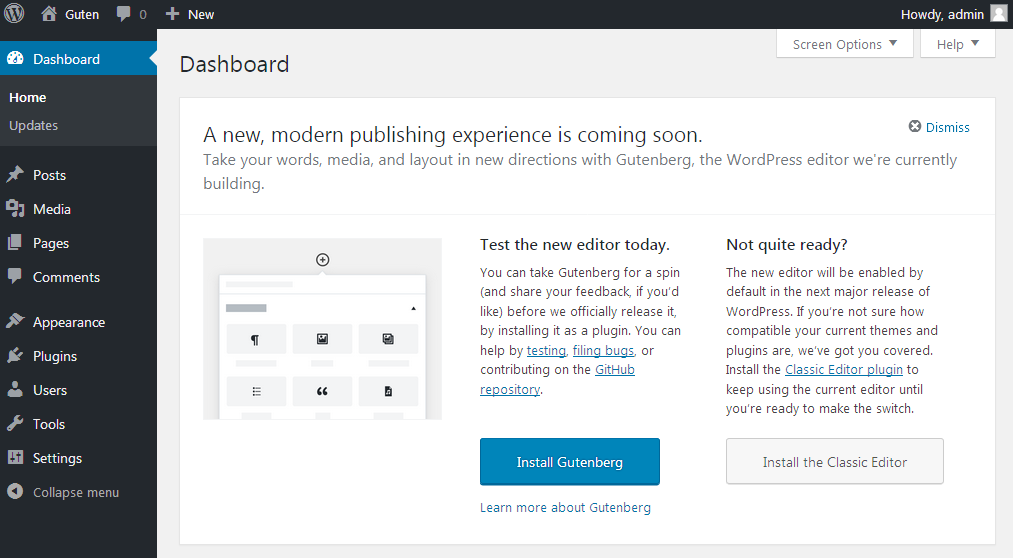 Guten
0
New
Howdy, admin
Dashboard
Home
Updates
Posts
Media
Pages
Comments
Appearance
Plugins
Users
Tools
Settings
Collapse menu
Screen Options
Help
Dashboard
A new, modern publishing experience is coming soon.
Dismiss
Take your words, media, and layout in new directions with Gutenberg, the WordPress editor we're currently
building.
Test the new editor today.
You can take Gutenberg for a spin
(and share your feedback, if you'd
like) before we officially release it,
by installing it as a plugin. You can
help by testing, filing bugs, or
contributing on the GitHub
repository.
Install Gutenberg
Learn more about Gutenberg
Not quite ready?
The new editor will be enabled by
default in the next major release of
WordPress. If you're not sure how
compatible your current themes and
plugins are, we've got you covered.
Install the Classic Editor plugin to
keep using the current editor until
you're ready to make the switch.
Install the Classic Editor